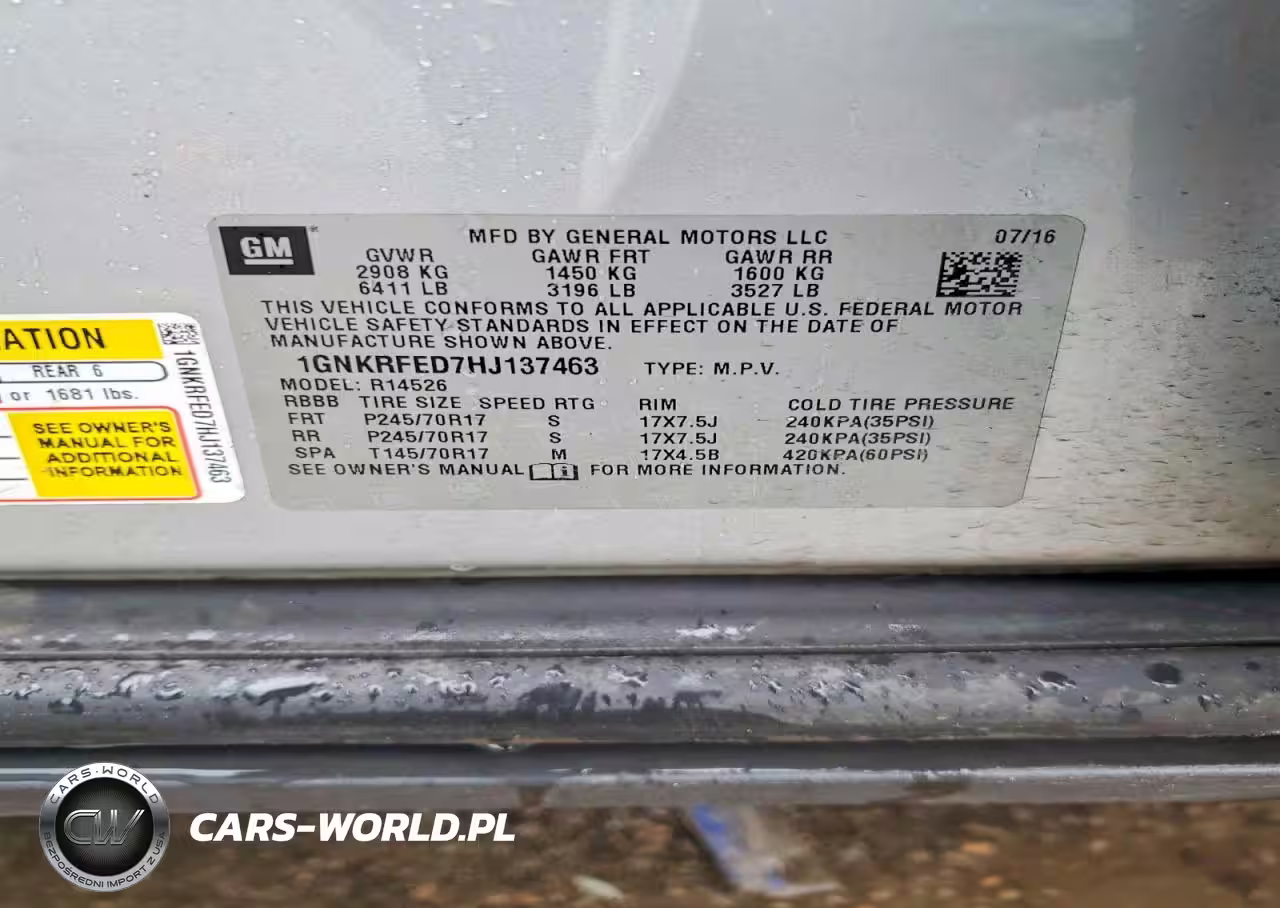 GM
MFD BY GENERAL MOTORS LLC 07/16
GVWR GAWR FRT GAWR RR
2908 KG 1450 KG 1600 KG
6411 LB 3196 LB 3527 LB
THIS VEHICLE CONFORMS TO ALL APPLICABLE U.S. FEDERAL MOTOR
VEHICLE SAFETY STANDARDS IN EFFECT ON THE DATE OF
MANUFACTURE SHOWN ABOVE.
1GNKRFED7HJ137463 TYPE: M.P.V.
MODEL: R14526
RBBB TIRE SIZE SPEED RTG RIM COLD TIRE PRESSURE
FRT P245/70R17 S 17X7.5J 240KPA(35PSI)
RR P245/70R17 S 17X7.5J 240KPA(35PSI)
SPA T145/70R17 M 17X4.5B 420KPA(60PSI)
SEE OWNER'S MANUAL FOR MORE INFORMATION.
ATION
REAR 6
or 1681 lbs.
SEE OWNER'S
MANUAL FOR
ADDITIONAL
INFORMATION
1GNKRFED7HJ137463
CARS-WORLD
CW
BEZPOŚREDNI IMPORT Z USA
CARS-WORLD.PL